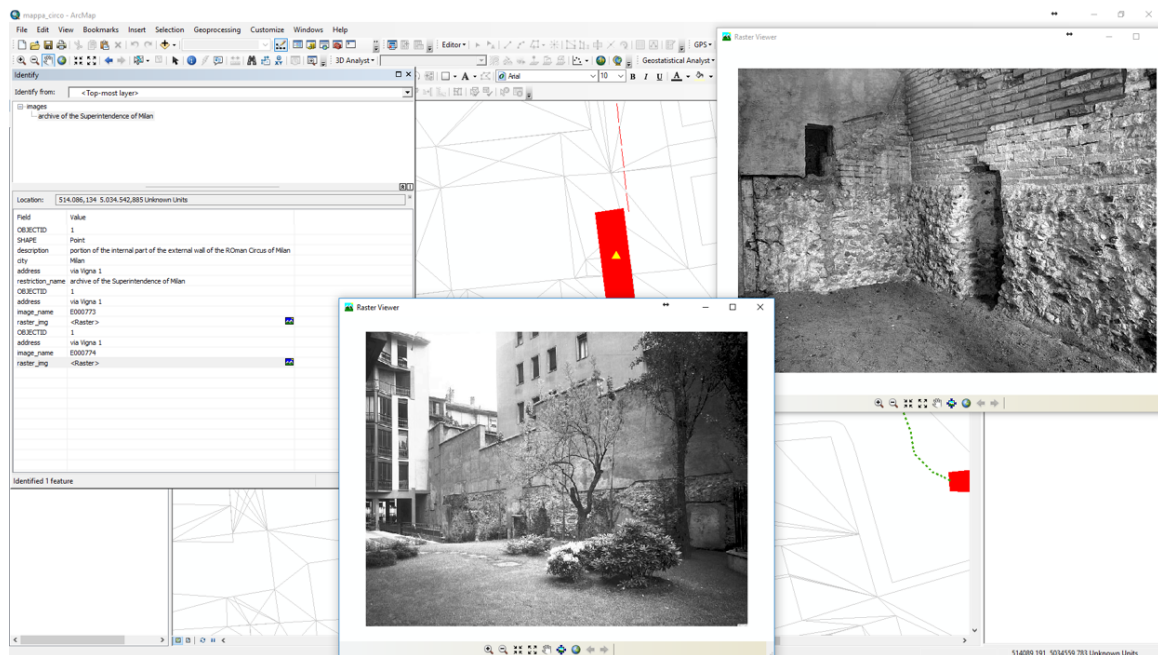 mappa_circo - ArcMap
File Edit View Bookmarks Insert Selection Geoprocessing Customize Windows Help
Editor GPS
3D Analyst Geostatistical Analyst
Identify
Arial 10 B I U A
Identify from: <Top-most layer>
images
archive of the Superintendence of Milan
Location: 514.086,134 5.034.542,885 Unknown Units
Field Value
OBJECTID 1
SHAPE Point
description portion of the internal part of the external wall of the ROman Circus of Milan
city Milan
address via Vigna 1
restriction_name archive of the Superintendence of Milan
OBJECTID 1
address via Vigna 1
image_name E000773
raster_img <Raster>
OBJECTID 1
address via Vigna 1
image_name E000774
raster_img <Raster>
Identified 1 feature
Raster Viewer
Raster Viewer
514089,191 5034559,783 Unknown Units